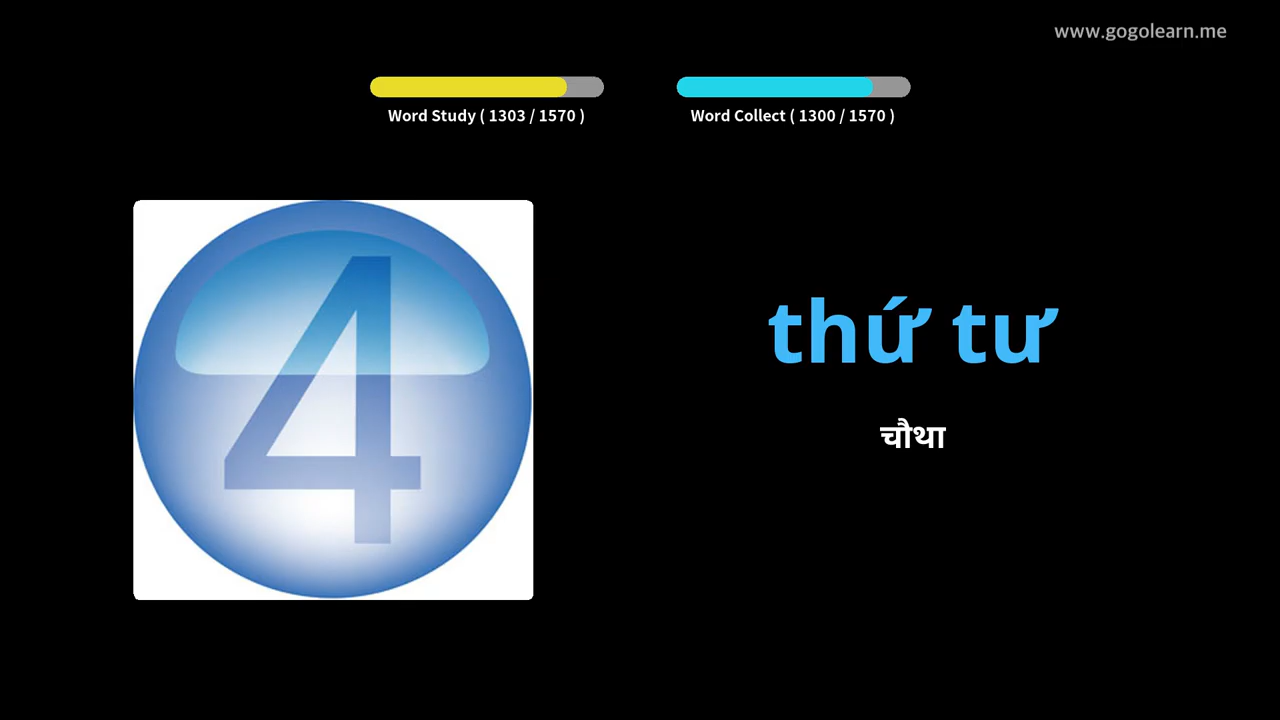 www.gogolearn.me
Word Study ( 1303 / 1570 )
Word Collect ( 1300 / 1570 )
4
thứ tư
चौथा